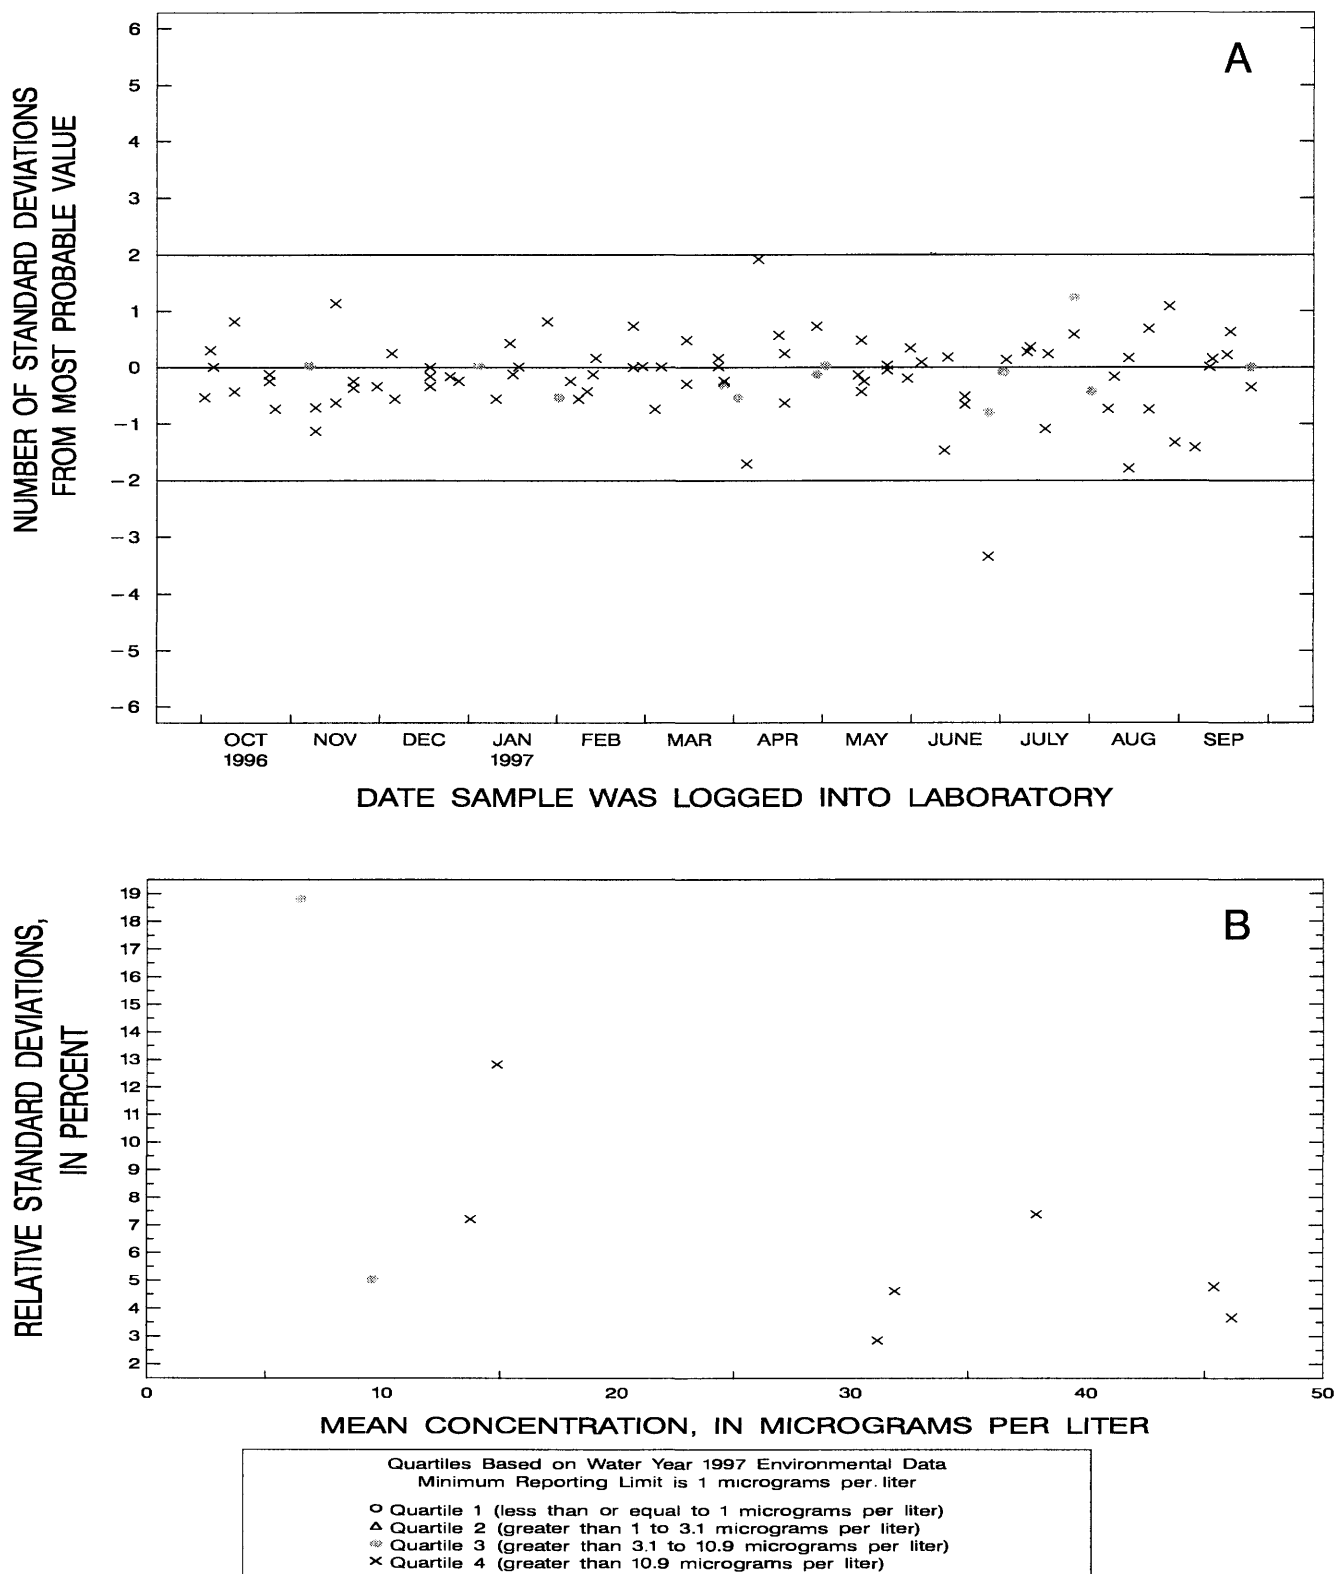 A
NUMBER OF STANDARD DEVIATIONS
FROM MOST PROBABLE VALUE
6
5
4
3
2
1
0
−1
−2
−3
−4
−5
−6
OCT NOV DEC JAN FEB MAR APR MAY JUNE JULY AUG SEP
1996 1997
DATE SAMPLE WAS LOGGED INTO LABORATORY
B
RELATIVE STANDARD DEVIATIONS,
IN PERCENT
19
18
17
16
15
14
13
12
11
10
9
8
7
6
5
4
3
2
0 10 20 30 40 50
MEAN CONCENTRATION, IN MICROGRAMS PER LITER
Quartiles Based on Water Year 1997 Environmental Data
Minimum Reporting Limit is 1 micrograms per. liter
Quartile 1 (less than or equal to 1 micrograms per liter)
Quartile 2 (greater than 1 to 3.1 micrograms per liter)
Quartile 3 (greater than 3.1 to 10.9 micrograms per liter)
Quartile 4 (greater than 10.9 micrograms per liter)